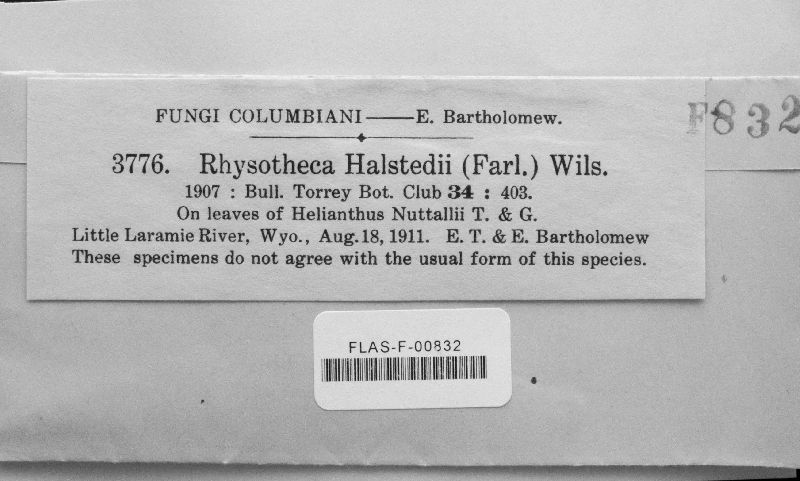 FUNGI COLUMBIANI——E. Bartholomew.
F832
3776. Rhysotheca Halstedii (Farl.) Wils.
1907 : Bull. Torrey Bot. Club 34 : 403.
On leaves of Helianthus Nuttallii T. & G.
Little Laramie River, Wyo., Aug. 18, 1911. E. T. & E. Bartholomew
These specimens do not agree with the usual form of this species.
FLAS-F-00832